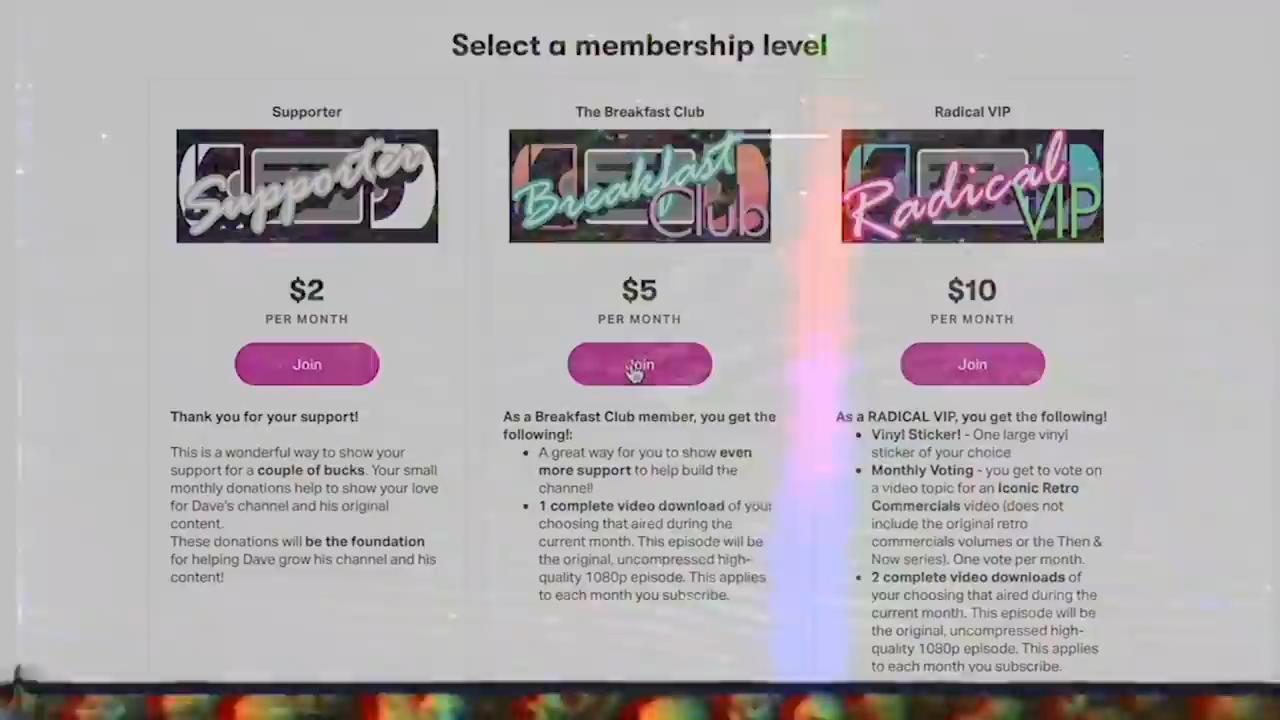 Select a membership level
Supporter
Supporter
$2
PER MONTH
Join
Thank you for your support!
This is a wonderful way to show your
support for a couple of bucks. Your small
monthly donations help to show your love
for Dave's channel and his original
content.
These donations will be the foundation
for helping Dave grow his channel and his
content!
The Breakfast Club
Breakfast
Club
$5
PER MONTH
Join
As a Breakfast Club member, you get the
following!:
A great way for you to show even
more support to help build the
channel!
1 complete video download of your
choosing that aired during the
current month. This episode will be
the original, uncompressed high-
quality 1080p episode. This applies
to each month you subscribe.
Radical VIP
Radical
VIP
$10
PER MONTH
Join
As a RADICAL VIP, you get the following!
Vinyl Sticker! - One large vinyl
sticker of your choice
Monthly Voting - you get to vote on
a video topic for an Iconic Retro
Commercials video (does not
include the original retro
commercials volumes or the Then &
Now series). One vote per month.
2 complete video downloads of
your choosing that aired during the
current month. This episode will be
the original, uncompressed high-
quality 1080p episode. This applies
to each month you subscribe.